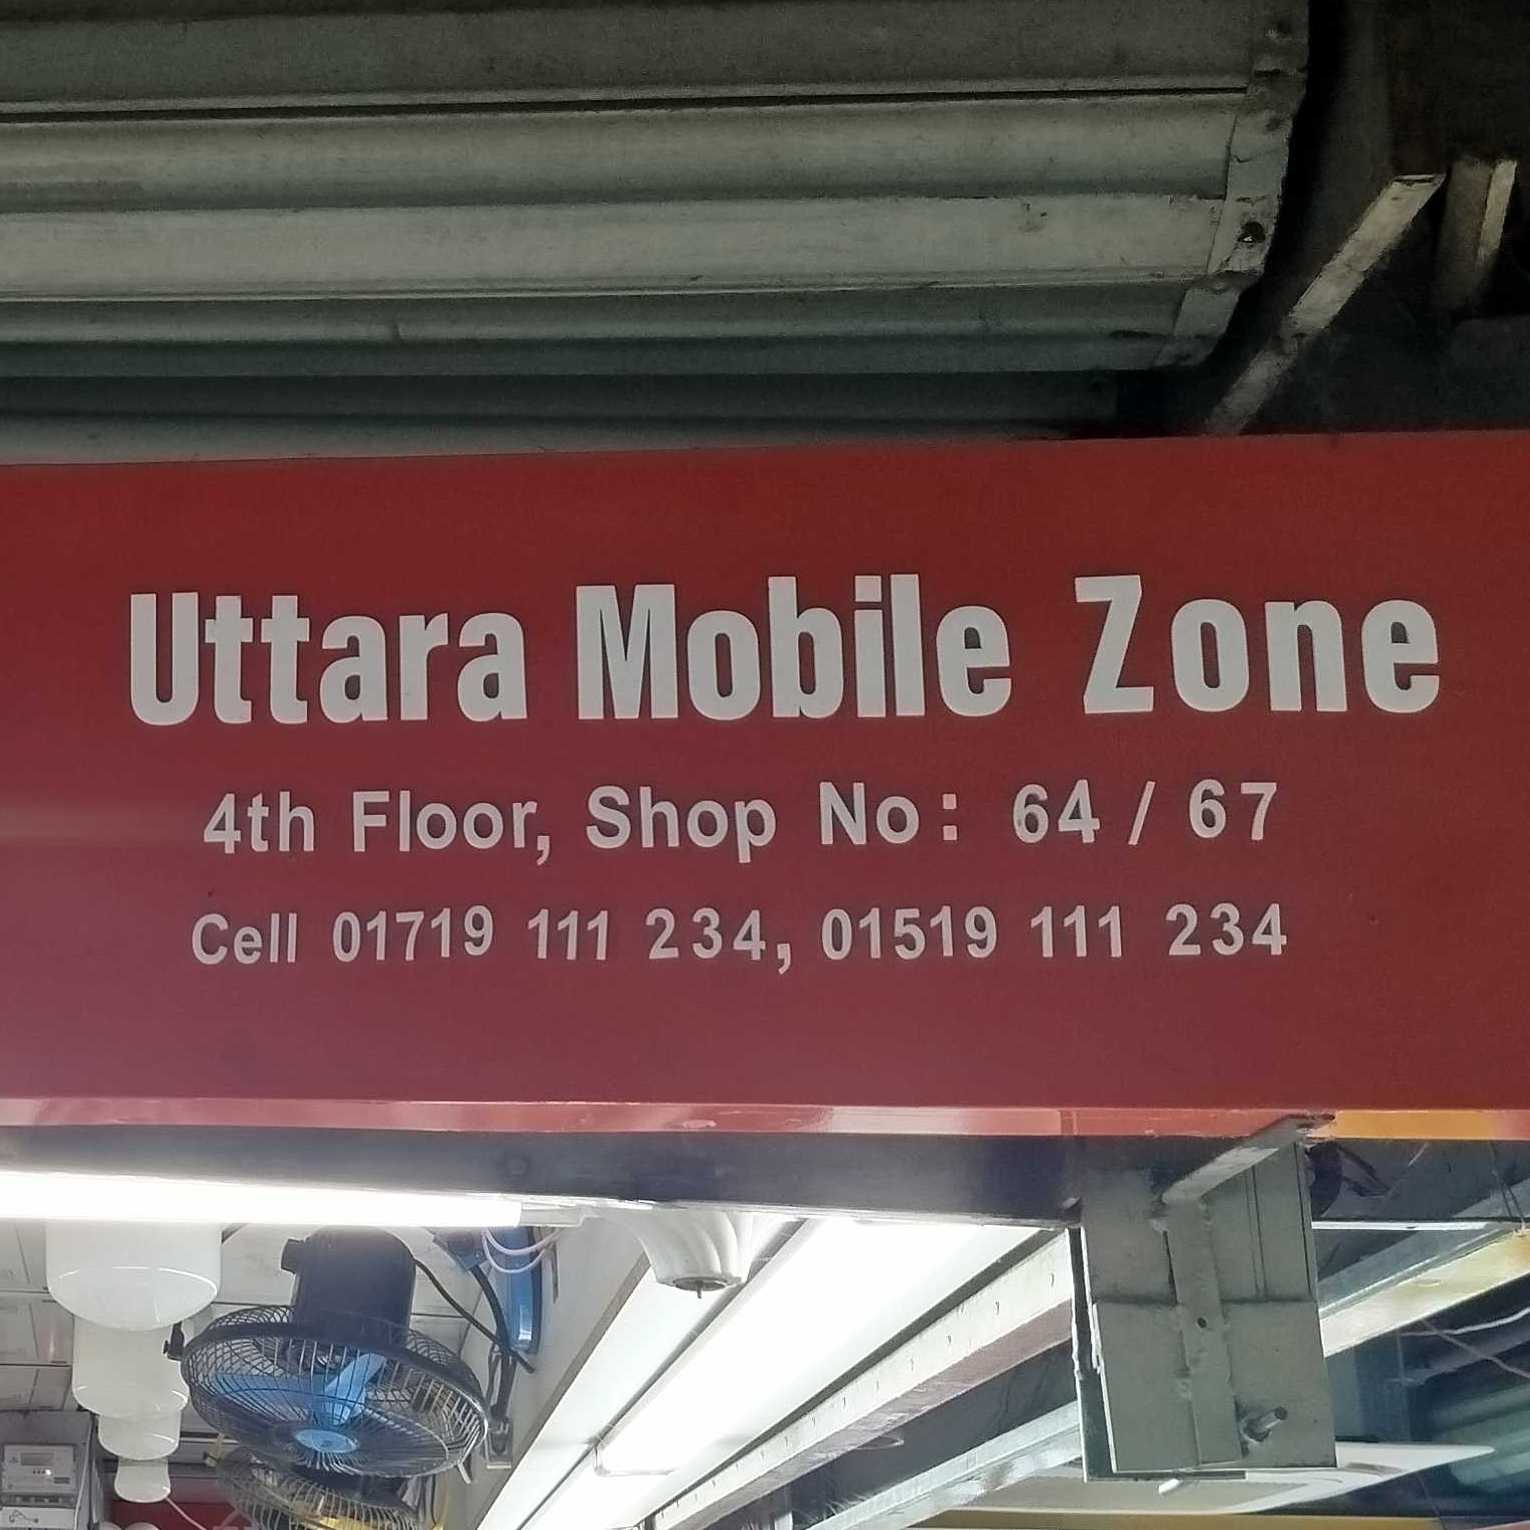 Uttara Mobile Zone
4th Floor, Shop No: 64 / 67
Cell 01719 111 234, 01519 111 234